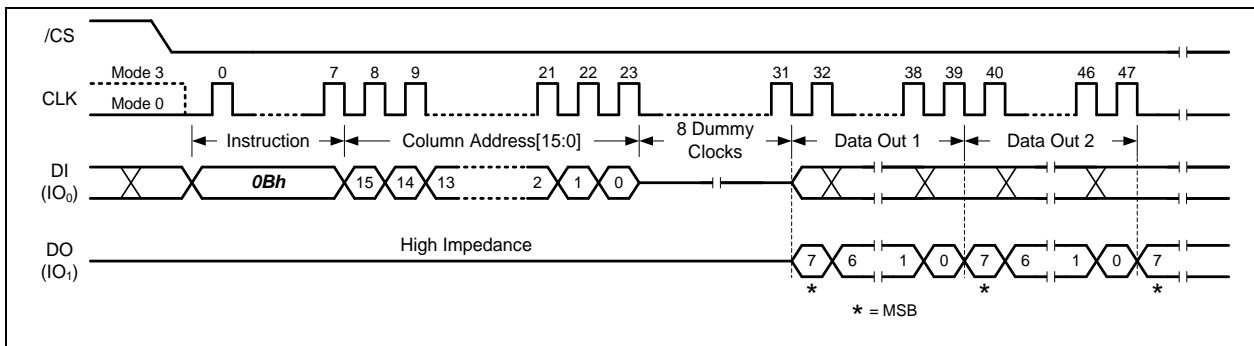 /CS
Mode 3 0 7 8 9 21 22 23 31 32 38 39 40 46 47
CLK
Mode 0
Instruction Column Address[15:0] 8 Dummy Clocks Data Out 1 Data Out 2
DI
(IO₀)
0Bh 15 14 13 2 1 0
High Impedance
DO
(IO₁)
7 6 1 0 7 6 1 0 7
* * *
* = MSB